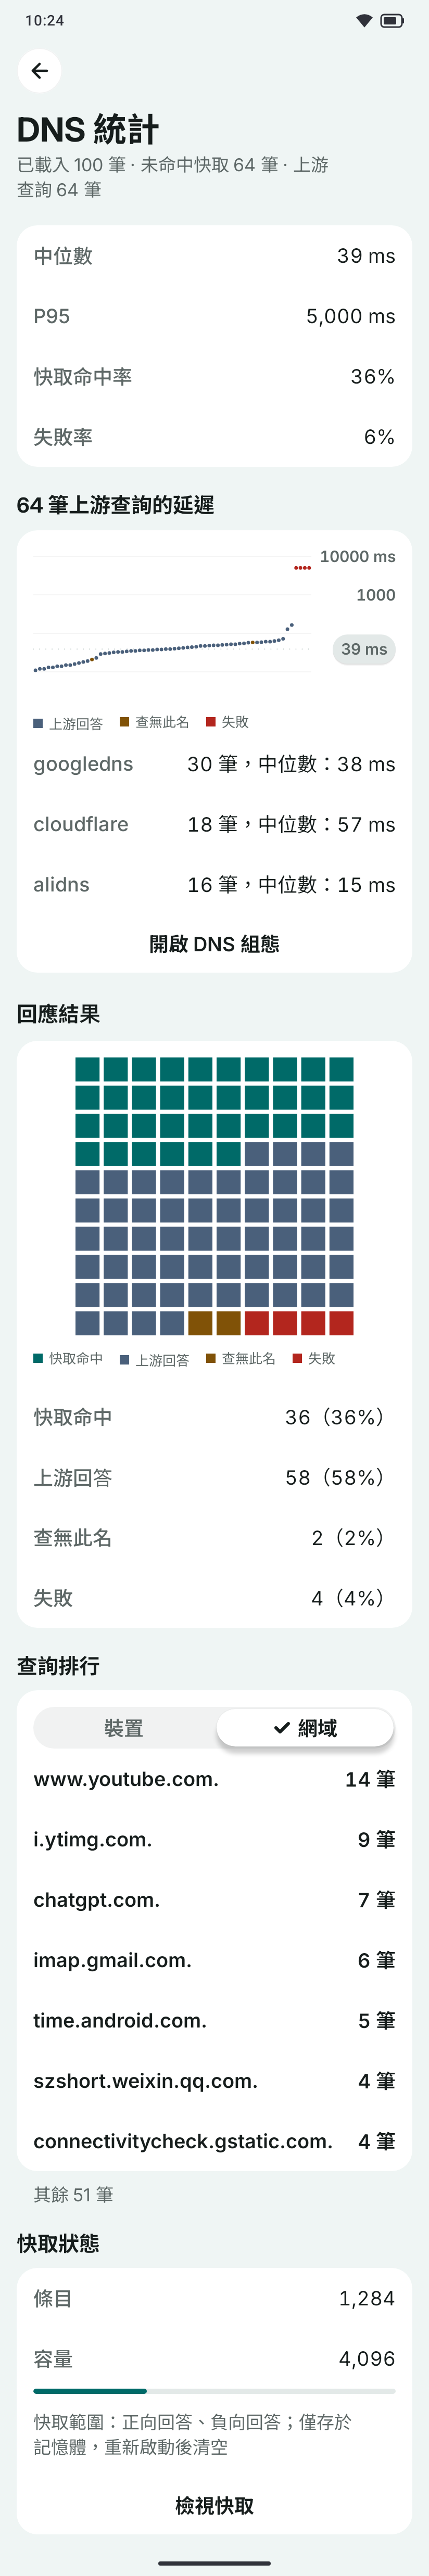 10:24
DNS 統計
已載入 100 筆 · 未命中快取 64 筆 · 上游
查詢 64 筆
中位數 39 ms
P95 5,000 ms
快取命中率 36%
失敗率 6%
64 筆上游查詢的延遲
10000 ms
1000
39 ms
上游回答 查無此名 失敗
googledns 30 筆，中位數：38 ms
cloudflare 18 筆，中位數：57 ms
alidns 16 筆，中位數：15 ms
開啟 DNS 組態
回應結果
快取命中 上游回答 查無此名 失敗
快取命中 36（36%）
上游回答 58（58%）
查無此名 2（2%）
失敗 4（4%）
查詢排行
裝置 網域
www.youtube.com. 14 筆
i.ytimg.com. 9 筆
chatgpt.com. 7 筆
imap.gmail.com. 6 筆
time.android.com. 5 筆
szshort.weixin.qq.com. 4 筆
connectivitycheck.gstatic.com. 4 筆
其餘 51 筆
快取狀態
條目 1,284
容量 4,096
快取範圍：正向回答、負向回答；僅存於
記憶體，重新啟動後清空
檢視快取